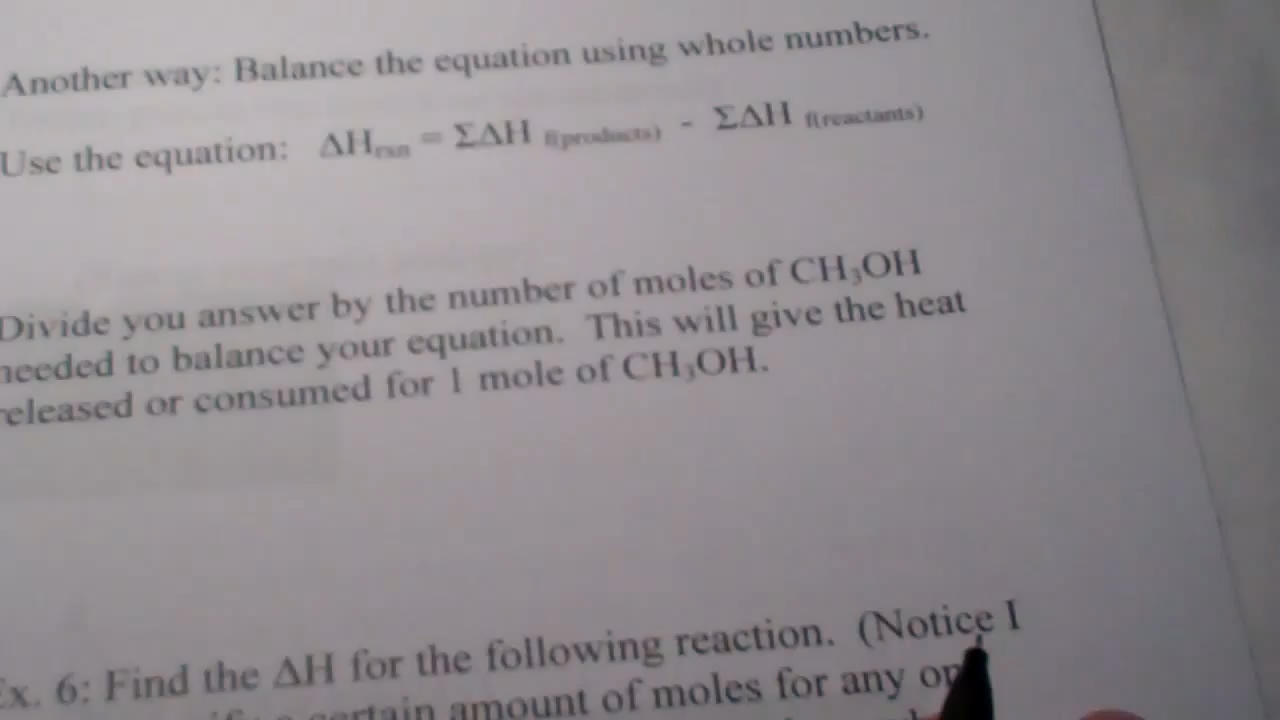 Another way: Balance the equation using whole numbers.
Use the equation: ΔHrxn = ΣΔH f(products) - ΣΔH f(reactants)
Divide you answer by the number of moles of CH₃OH
needed to balance your equation. This will give the heat
released or consumed for 1 mole of CH₃OH.
Ex. 6: Find the ΔH for the following reaction. (Notice I
certain amount of moles for any